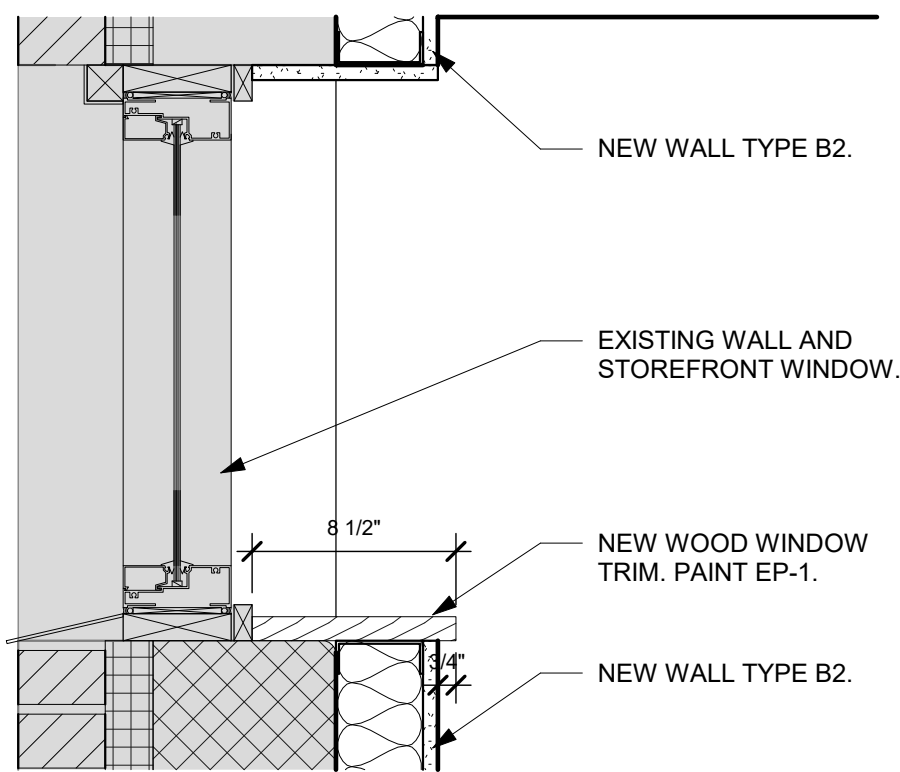 NEW WALL TYPE B2.
EXISTING WALL AND
STOREFRONT WINDOW.
8 1/2"
NEW WOOD WINDOW
TRIM. PAINT EP-1.
3/4"
NEW WALL TYPE B2.